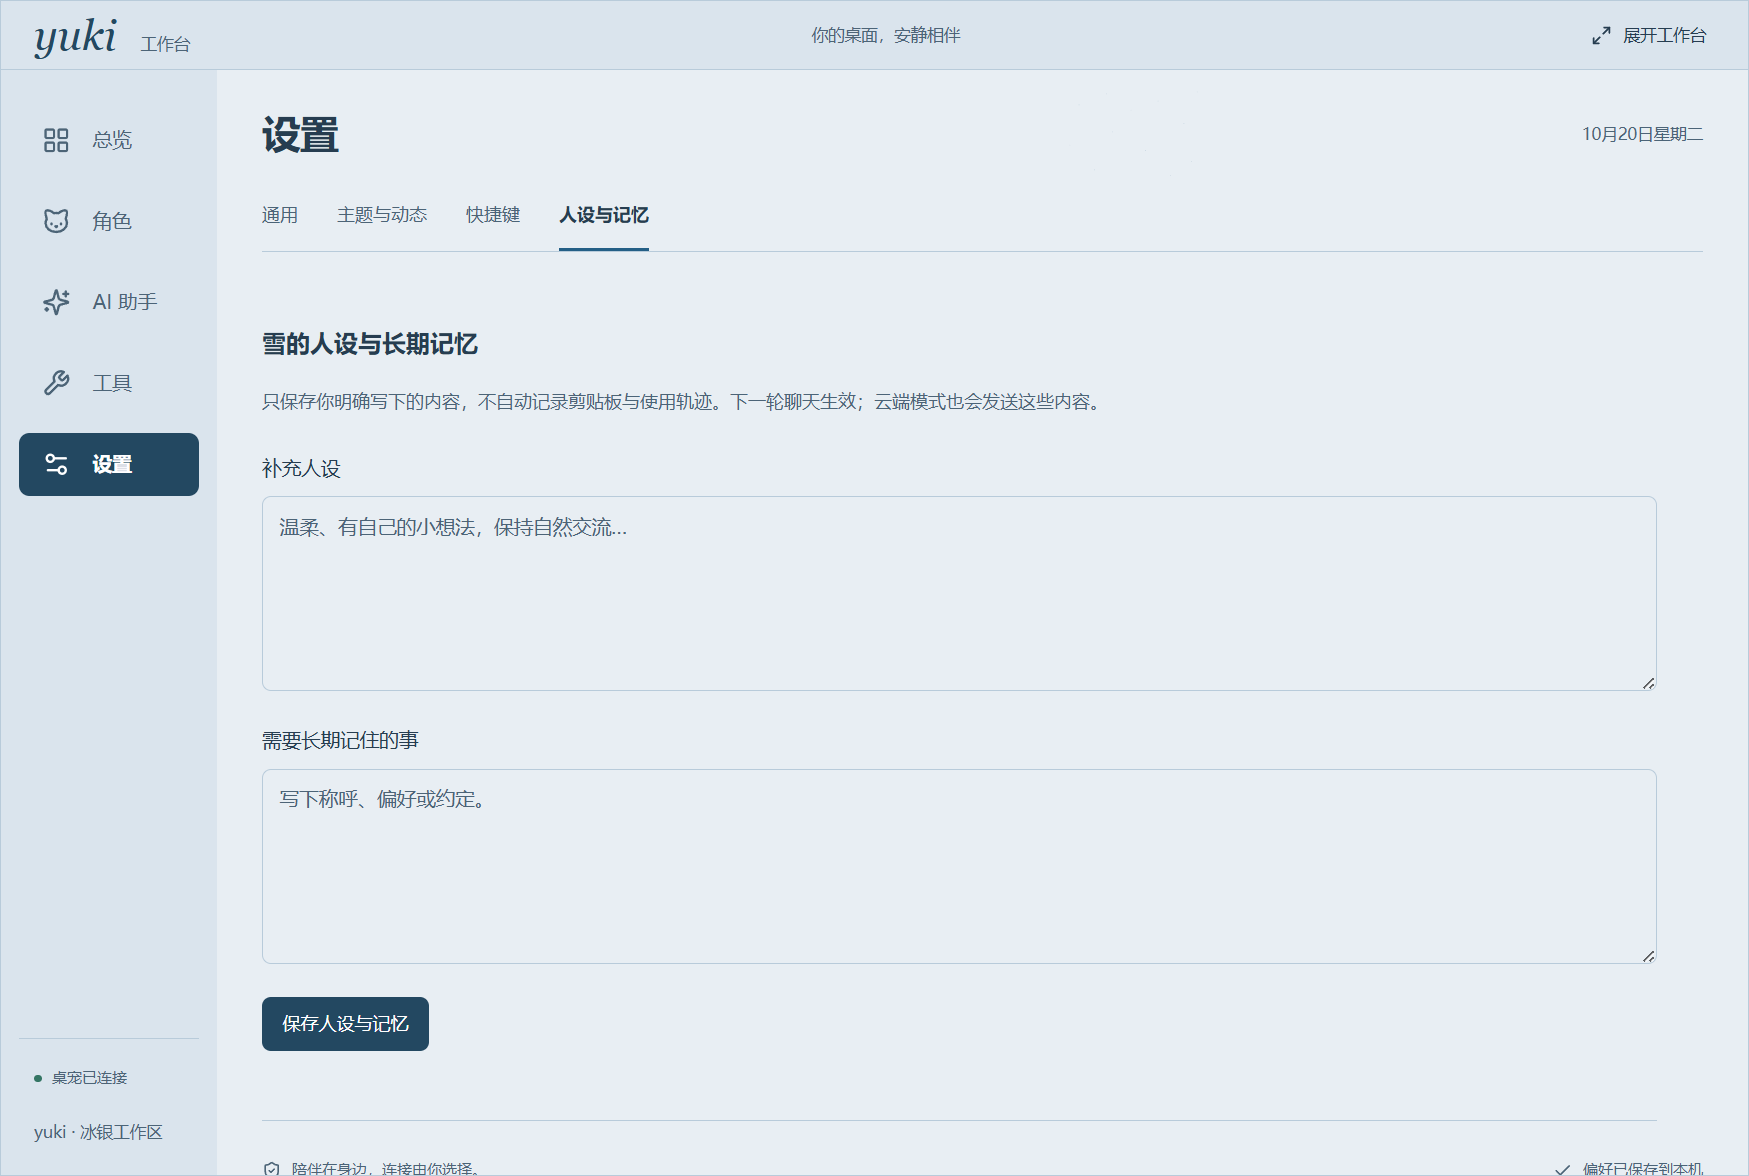 yuki 工作台
你的桌面，安静相伴
展开工作台
总览
角色
AI 助手
工具
设置
桌宠已连接
yuki · 冰银工作区
设置
10月20日星期二
通用 主题与动态 快捷键 人设与记忆
雪的人设与长期记忆
只保存你明确写下的内容，不自动记录剪贴板与使用轨迹。下一轮聊天生效；云端模式也会发送这些内容。
补充人设
温柔、有自己的小想法，保持自然交流...
需要长期记住的事
写下称呼、偏好或约定。
保存人设与记忆
陪伴在身边，连接由你选择。
偏好已保存到本机